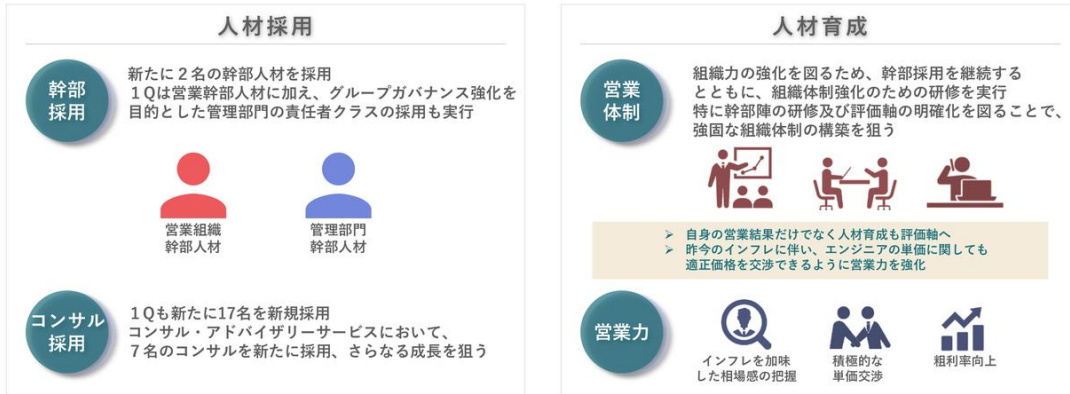 人材採用
幹部
採用
新たに２名の幹部人材を採用
１Qは営業幹部人材に加え、グループガバナンス強化を
目的とした管理部門の責任者クラスの採用も実行
営業組織
幹部人材
管理部門
幹部人材
コンサル
採用
１Qも新たに17名を新規採用
コンサル・アドバイザリーサービスにおいて、
７名のコンサルを新たに採用、さらなる成長を狙う
人材育成
営業
体制
組織力の強化を図るため、幹部採用を継続する
とともに、組織体制強化のための研修を実行
特に幹部陣の研修及び評価軸の明確化を図ることで、
強固な組織体制の構築を狙う
➢ 自身の営業結果だけでなく人材育成も評価軸へ
➢ 昨今のインフレに伴い、エンジニアの単価に関しても
適正価格を交渉できるように営業力を強化
営業力
インフレを加味
した相場感の把握
積極的な
単価交渉
粗利率向上